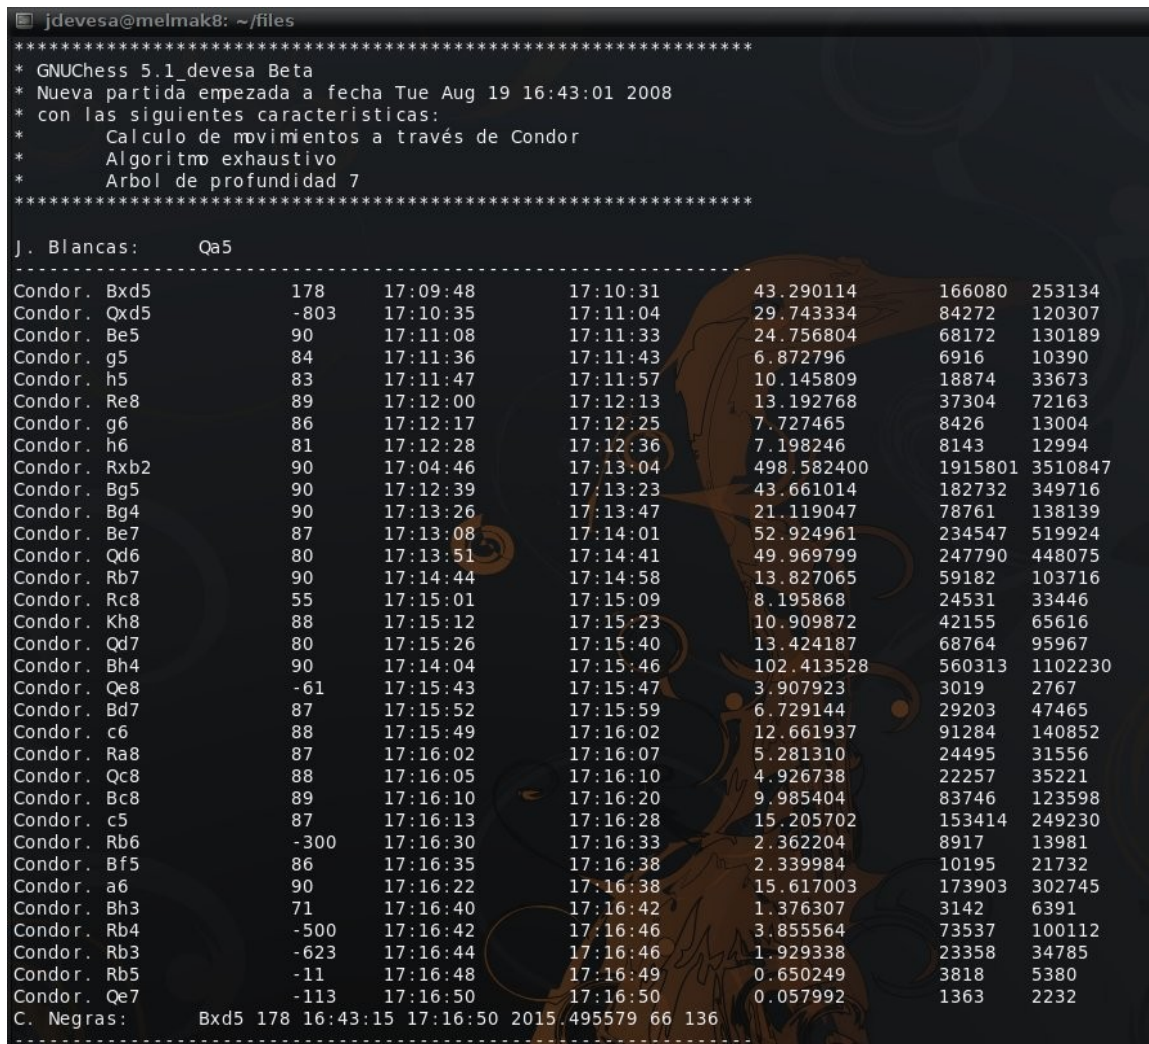 jdevesa@melmak8: ~/files
****************************************************************
* GNUChess 5.1_devesa Beta
* Nueva partida empezada a fecha Tue Aug 19 16:43:01 2008
* con las siguientes caracteristicas:
* Calculo de movimientos a través de Condor
* Algoritmo exhaustivo
* Arbol de profundidad 7
****************************************************************
J. Blancas: Qa5
----------------------------------------------------------------
Condor. Bxd5 178 17:09:48 17:10:31 43.290114 166080 253134
Condor. Qxd5 -803 17:10:35 17:11:04 29.743334 84272 120307
Condor. Be5 90 17:11:08 17:11:33 24.756804 68172 130189
Condor. g5 84 17:11:36 17:11:43 6.872796 6916 10390
Condor. h5 83 17:11:47 17:11:57 10.145809 18874 33673
Condor. Re8 89 17:12:00 17:12:13 13.192768 37304 72163
Condor. g6 86 17:12:17 17:12:25 7.727465 8426 13004
Condor. h6 81 17:12:28 17:12:36 7.198246 8143 12994
Condor. Rxb2 90 17:04:46 17:13:04 498.582400 1915801 3510847
Condor. Bg5 90 17:12:39 17:13:23 43.661014 182732 349716
Condor. Bg4 90 17:13:26 17:13:47 21.119047 78761 138139
Condor. Be7 87 17:13:08 17:14:01 52.924961 234547 519924
Condor. Qd6 80 17:13:51 17:14:41 49.969799 247790 448075
Condor. Rb7 90 17:14:44 17:14:58 13.827065 59182 103716
Condor. Rc8 55 17:15:01 17:15:09 8.195868 24531 33446
Condor. Kh8 88 17:15:12 17:15:23 10.909872 42155 65616
Condor. Qd7 80 17:15:26 17:15:40 13.424187 68764 95967
Condor. Bh4 90 17:14:04 17:15:46 102.413528 560313 1102230
Condor. Qe8 -61 17:15:43 17:15:47 3.907923 3019 2767
Condor. Bd7 87 17:15:52 17:15:59 6.729144 29203 47465
Condor. c6 88 17:15:49 17:16:02 12.661937 91284 140852
Condor. Ra8 87 17:16:02 17:16:07 5.281310 24495 31556
Condor. Qc8 88 17:16:05 17:16:10 4.926738 22257 35221
Condor. Bc8 89 17:16:10 17:16:20 9.985404 83746 123598
Condor. c5 87 17:16:13 17:16:28 15.205702 153414 249230
Condor. Rb6 -300 17:16:30 17:16:33 2.362204 8917 13981
Condor. Bf5 86 17:16:35 17:16:38 2.339984 10195 21732
Condor. a6 90 17:16:22 17:16:38 15.617003 173903 302745
Condor. Bh3 71 17:16:40 17:16:42 1.376307 3142 6391
Condor. Rb4 -500 17:16:42 17:16:46 3.855564 73537 100112
Condor. Rb3 -623 17:16:44 17:16:46 1.929338 23358 34785
Condor. Rb5 -11 17:16:48 17:16:49 0.650249 3818 5380
Condor. Qe7 -113 17:16:50 17:16:50 0.057992 1363 2232
C. Negras: Bxd5 178 16:43:15 17:16:50 2015.495579 66 136
----------------------------------------------------------------